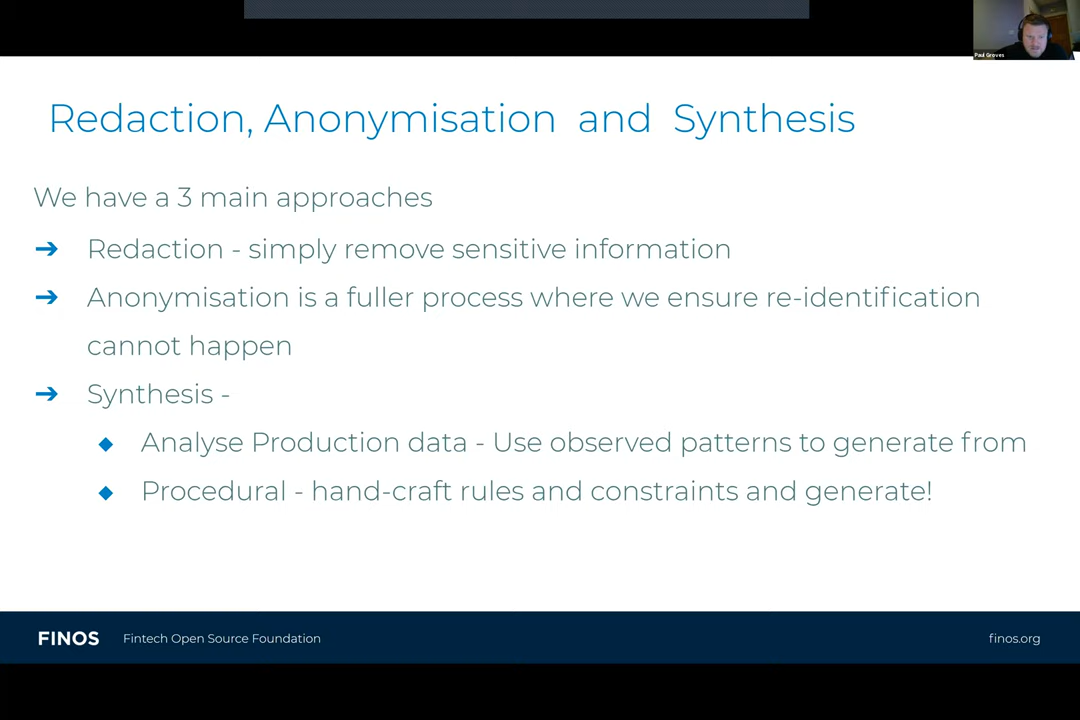 Paul Groves
Redaction, Anonymisation and Synthesis
We have a 3 main approaches
➔ Redaction - simply remove sensitive information
➔ Anonymisation is a fuller process where we ensure re-identification
cannot happen
➔ Synthesis -
◆ Analyse Production data - Use observed patterns to generate from
◆ Procedural - hand-craft rules and constraints and generate!
FINOS Fintech Open Source Foundation finos.org